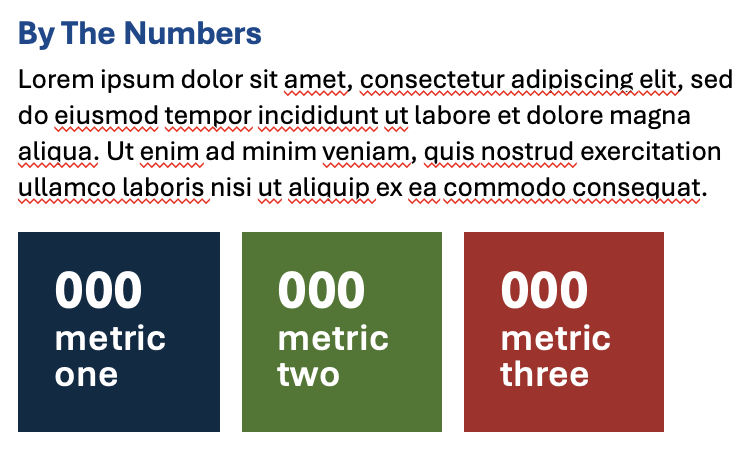 By The Numbers
Lorem ipsum dolor sit amet, consectetur adipiscing elit, sed
do eiusmod tempor incididunt ut labore et dolore magna
aliqua. Ut enim ad minim veniam, quis nostrud exercitation
ullamco laboris nisi ut aliquip ex ea commodo consequat.
000
metric
one
000
metric
two
000
metric
three